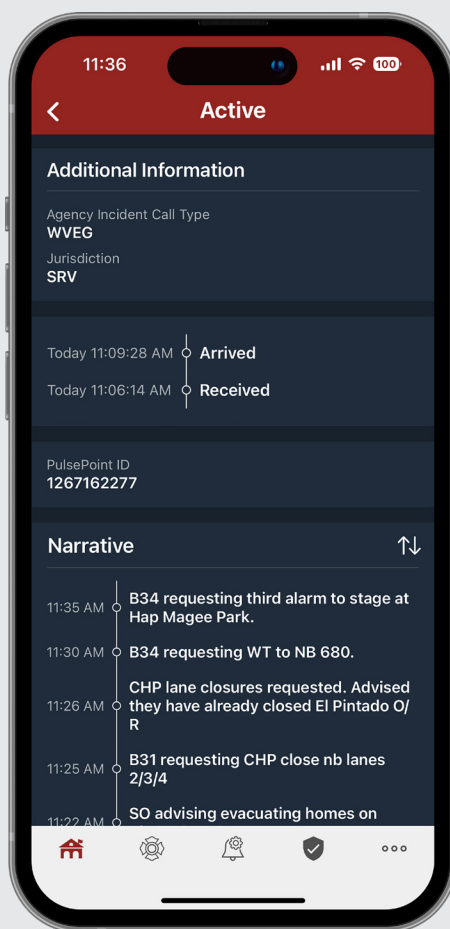 11:36
100
Active
Additional Information
Agency Incident Call Type
WVEG
Jurisdiction
SRV
Today 11:09:28 AM Arrived
Today 11:06:14 AM Received
PulsePoint ID
1267162277
Narrative
11:35 AM B34 requesting third alarm to stage at
Hap Magee Park.
11:30 AM B34 requesting WT to NB 680.
CHP lane closures requested. Advised
11:26 AM they have already closed El Pintado O/
R
11:25 AM B31 requesting CHP close nb lanes
2/3/4
11:22 AM SO advising evacuating homes on